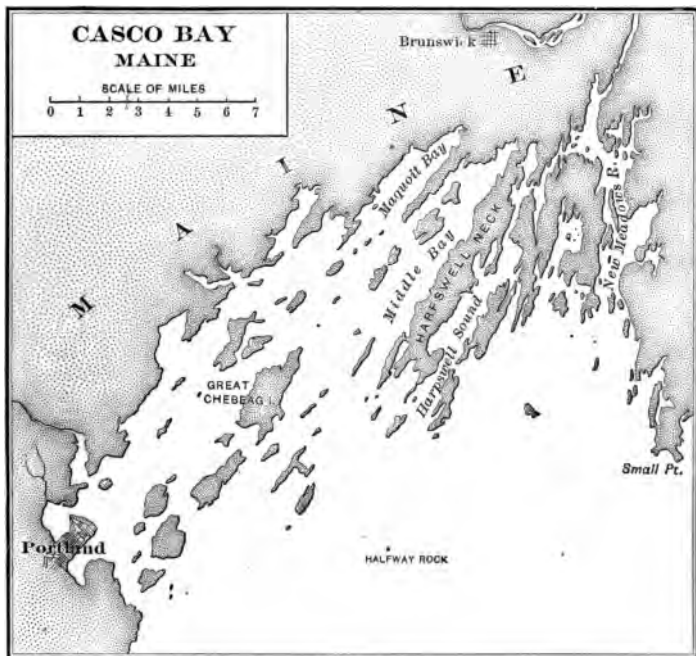 CASCO BAY
MAINE
SCALE OF MILES
0 1 2 3 4 5 6 7
Brunswick
M A I N E
Maquoit Bay
Middle Bay
HARPSWELL NECK
Harpswell Sound
New Meadows R.
GREAT
CHEBEAG I.
Small Pt.
Portland
HALFWAY ROCK